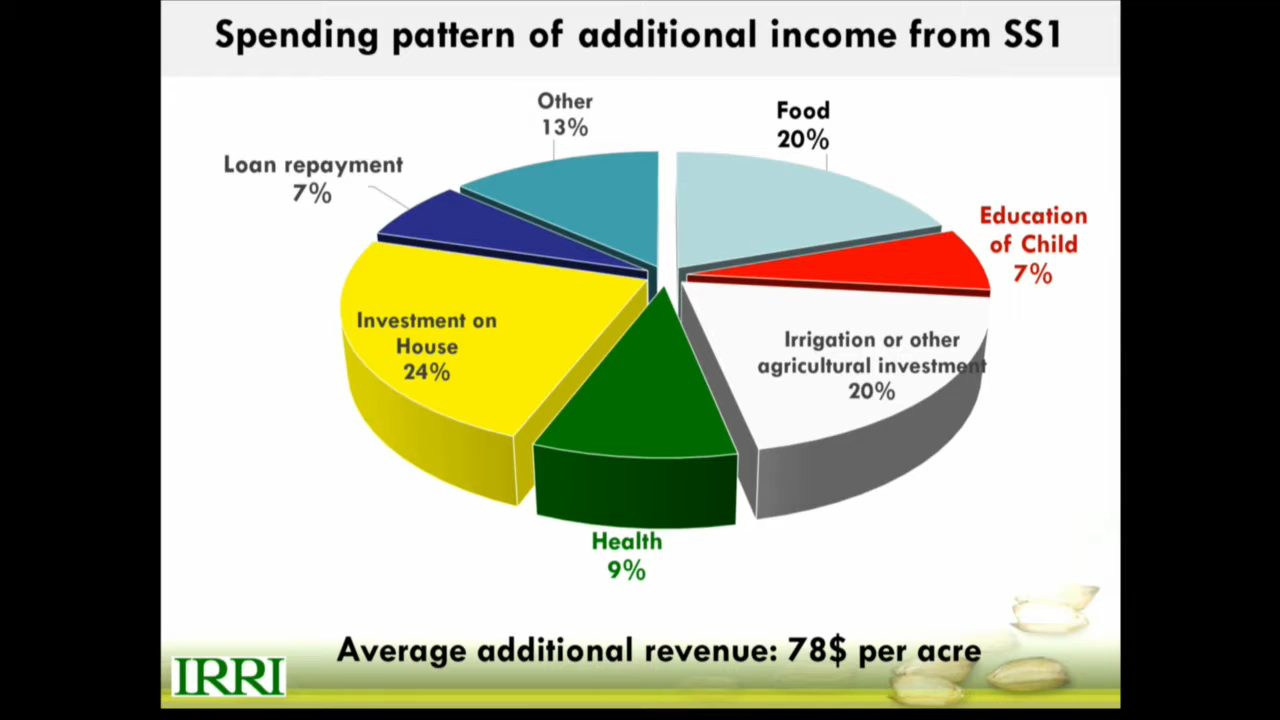 Spending pattern of additional income from SS1
Other
13%
Food
20%
Loan repayment
7%
Education
of Child
7%
Investment on
House
24%
Irrigation or other
agricultural investment
20%
Health
9%
Average additional revenue: 78$ per acre
IRRI